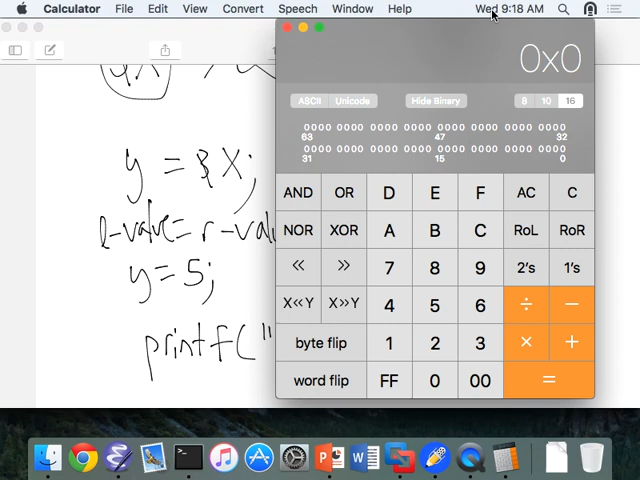 Calculator File Edit View Convert Speech Window Help Wed 9:18 AM
0x0
ASCII Unicode Hide Binary 8 10 16
0000 0000 0000 0000 0000 0000 0000 0000
63 47 32
0000 0000 0000 0000 0000 0000 0000 0000
31 15 0
y = &X;
l-value = r-valu
y = 5;
printf("
AND OR D E F AC C
NOR XOR A B C RoL RoR
<< >> 7 8 9 2's 1's
X<<Y X>>Y 4 5 6 ÷ −
byte flip 1 2 3 × +
word flip FF 0 00 =